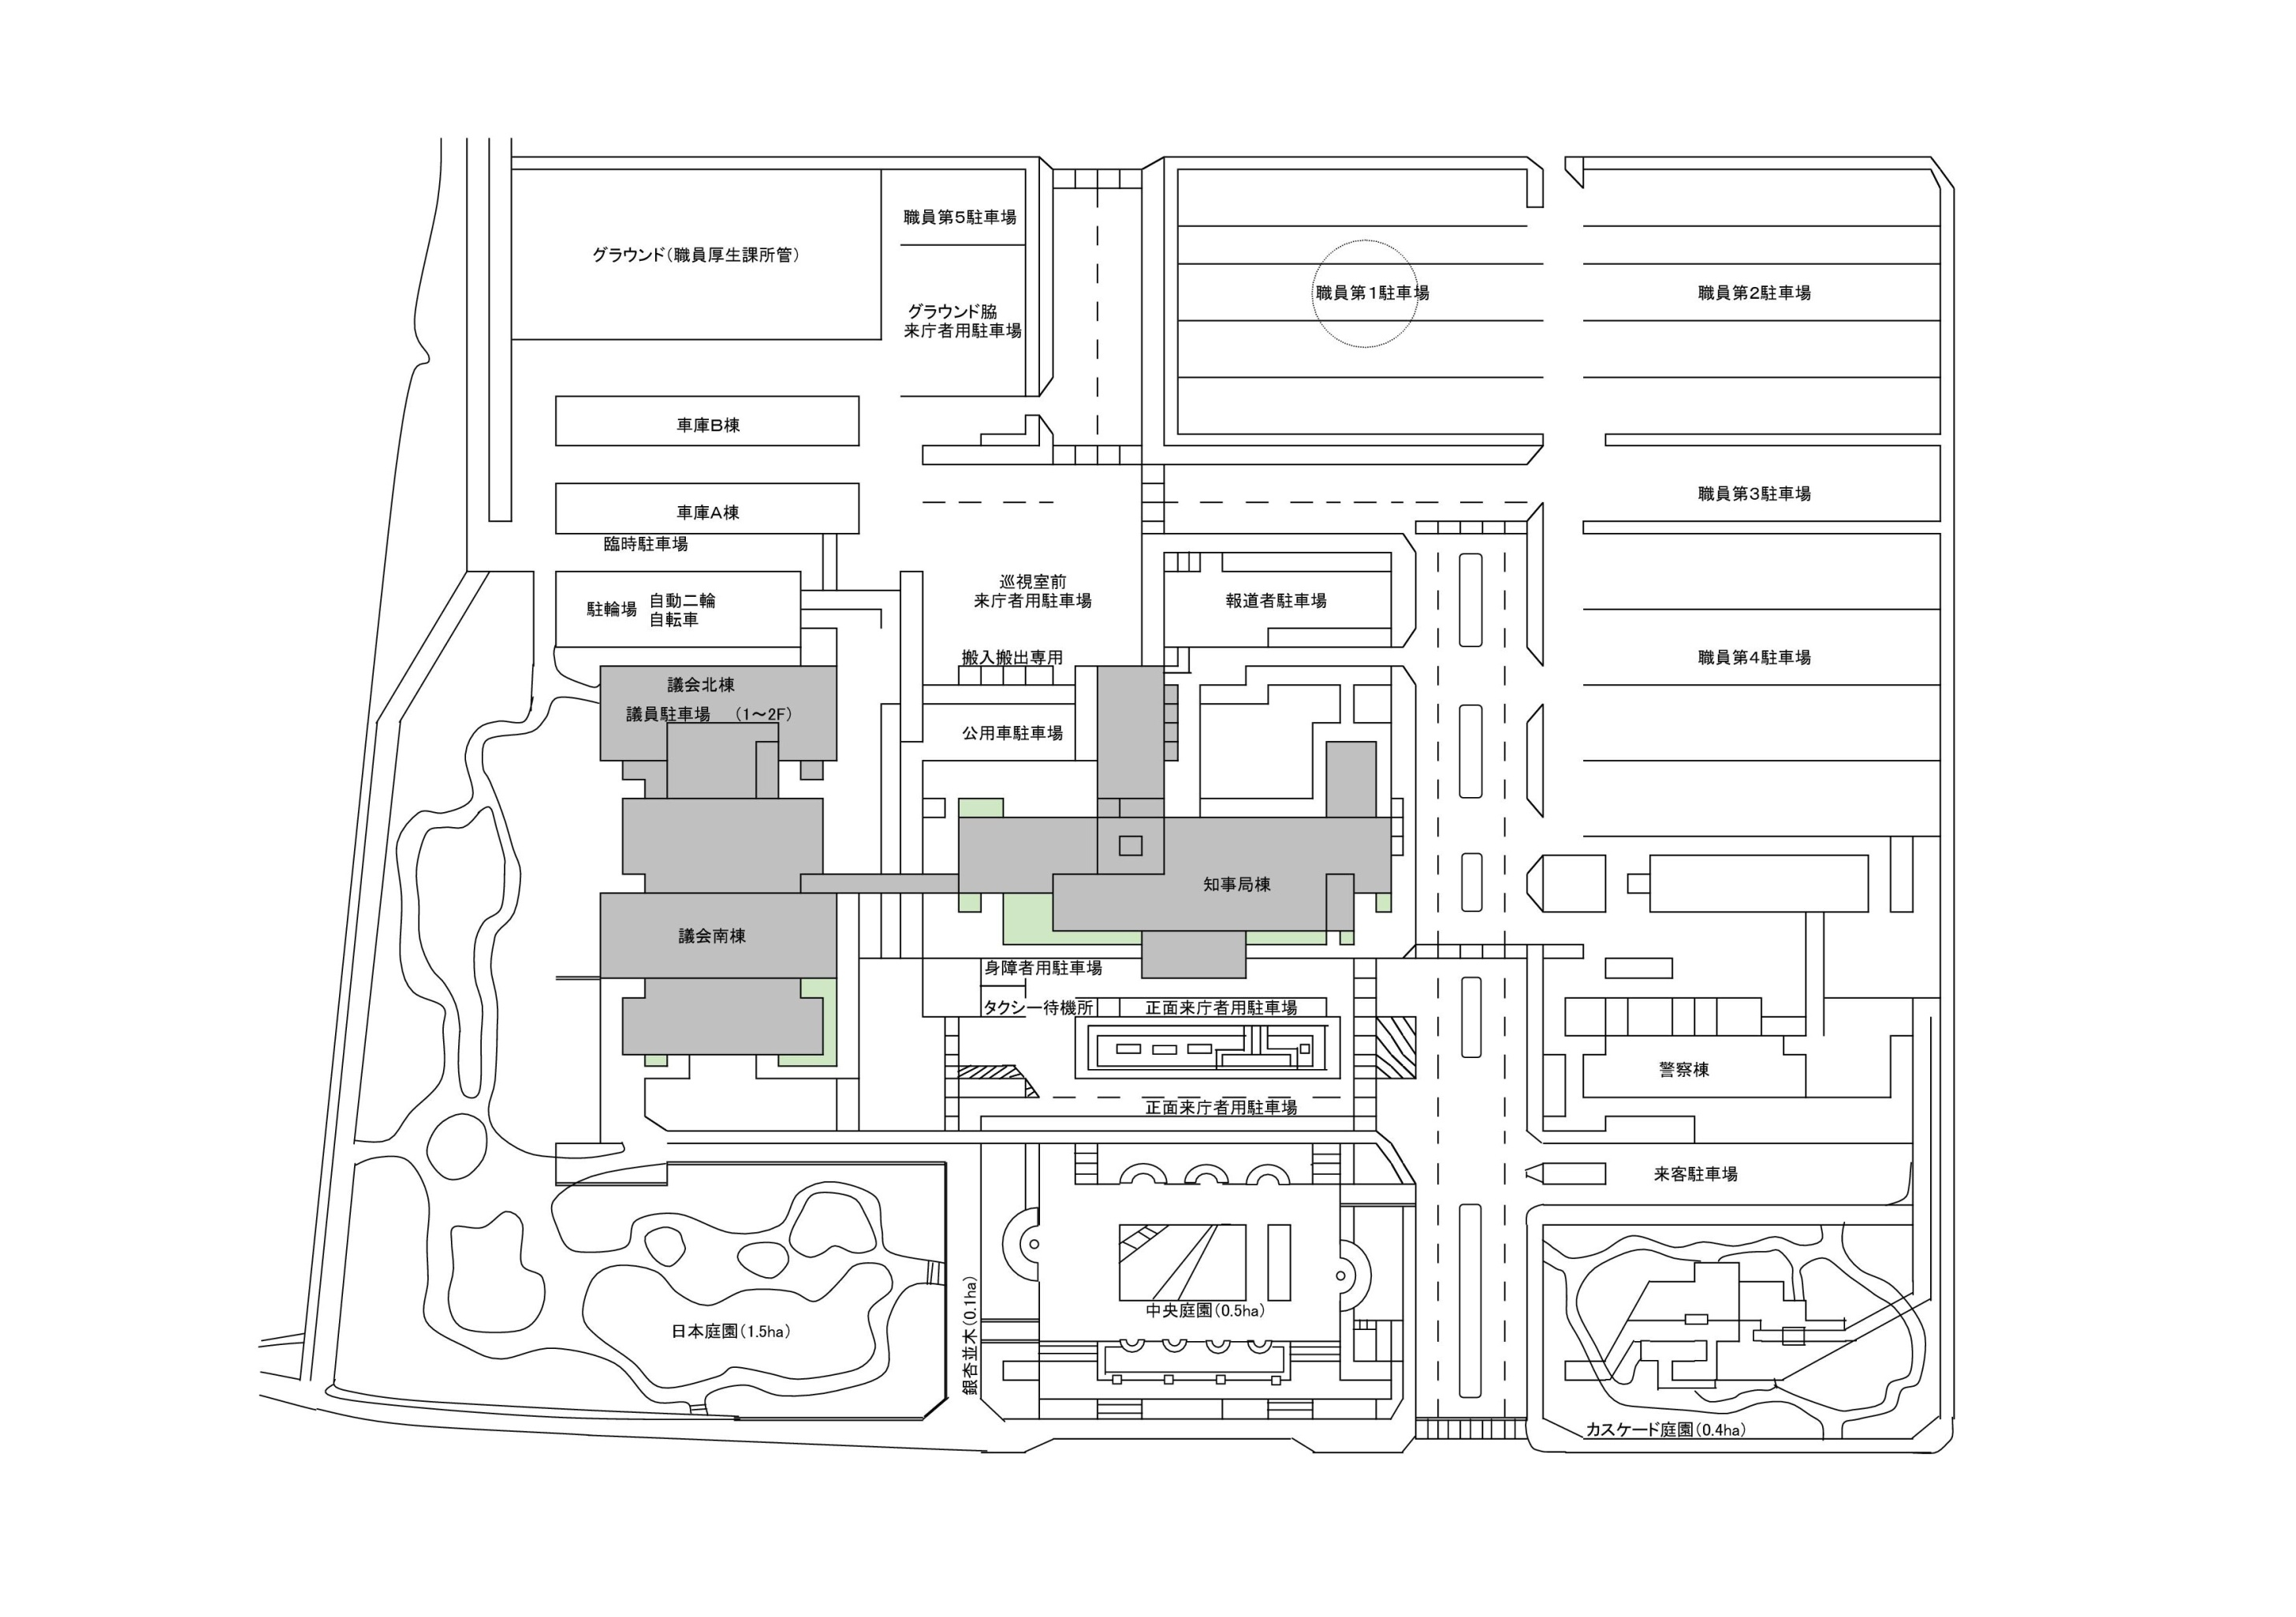 職員第5駐車場
グラウンド(職員厚生課所管)
グラウンド脇
来庁者用駐車場
職員第1駐車場
職員第2駐車場
車庫B棟
車庫A棟
臨時駐車場
職員第3駐車場
巡視室前
来庁者用駐車場
駐輪場
自動二輪
自転車
報道者駐車場
搬入搬出専用
職員第4駐車場
議会北棟
議員駐車場 (1~2F)
公用車駐車場
知事局棟
議会南棟
身障者用駐車場
タクシー待機所
正面来庁者用駐車場
警察棟
正面来庁者用駐車場
来客駐車場
日本庭園(1.5ha)
銀杏並木(0.1ha)
中央庭園(0.5ha)
カスケード庭園(0.4ha)